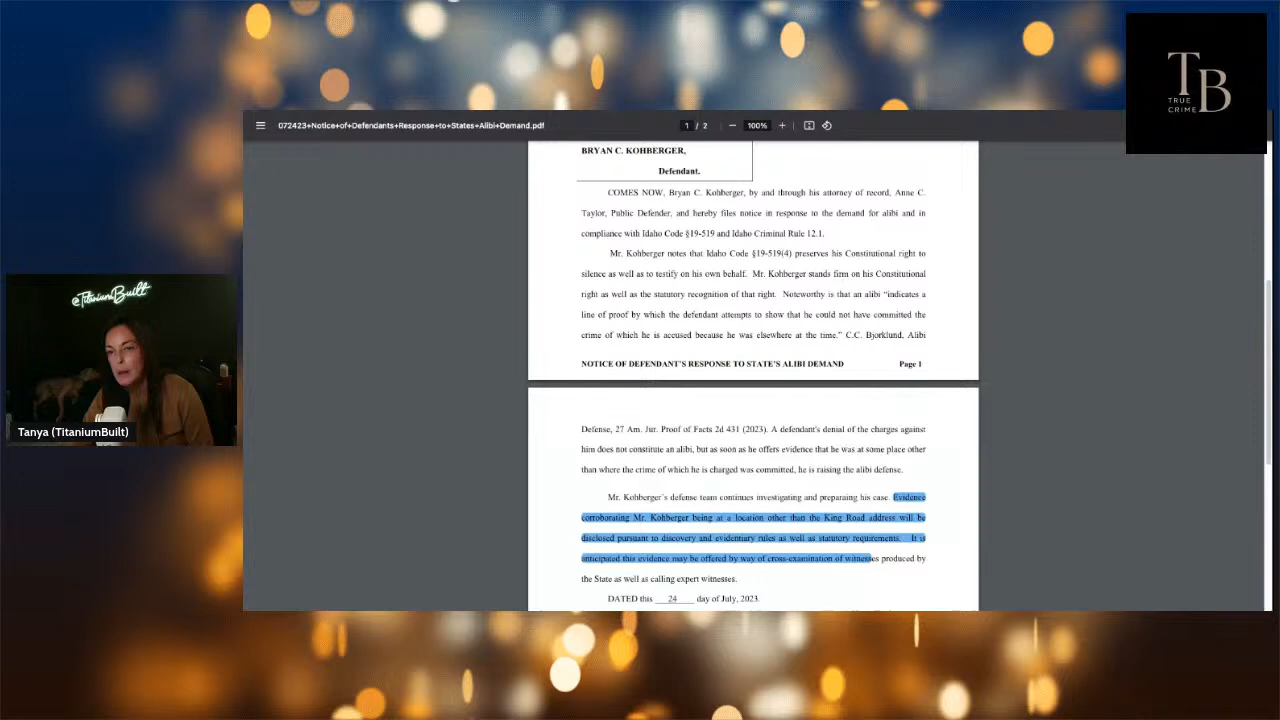 TB
TRUE
CRIME
072423+Notice+of+Defendants+Response+to+States+Alibi+Demand.pdf
1 / 2
100%
BRYAN C. KOHBERGER,
Defendant.
COMES NOW, Bryan C. Kohberger, by and through his attorney of record, Anne C.
Taylor, Public Defender, and hereby files notice in response to the demand for alibi and in
compliance with Idaho Code §19-519 and Idaho Criminal Rule 12.1.
Mr. Kohberger notes that Idaho Code §19-519(4) preserves his Constitutional right to
silence as well as to testify on his own behalf. Mr. Kohberger stands firm on his Constitutional
right as well as the statutory recognition of that right. Noteworthy is that an alibi “indicates a
line of proof by which the defendant attempts to show that he could not have committed the
crime of which he is accused because he was elsewhere at the time.” C.C. Bjorklund, Alibi
NOTICE OF DEFENDANT'S RESPONSE TO STATE'S ALIBI DEMAND Page 1
Defense, 27 Am. Jur. Proof of Facts 2d 431 (2023). A defendant's denial of the charges against
him does not constitute an alibi, but as soon as he offers evidence that he was at some place other
than where the crime of which he is charged was committed, he is raising the alibi defense.
Mr. Kohberger's defense team continues investigating and preparaing his case. Evidence
corroborating Mr. Kohberger being at a location other than the King Road address will be
disclosed pursuant to discovery and evidentiary rules as well as statutory requirements. It is
anticipated this evidence may be offered by way of cross-examination of witnesses produced by
the State as well as calling expert witnesses.
DATED this 24 day of July, 2023.
@TitaniumBuilt
Tanya (TitaniumBuilt)